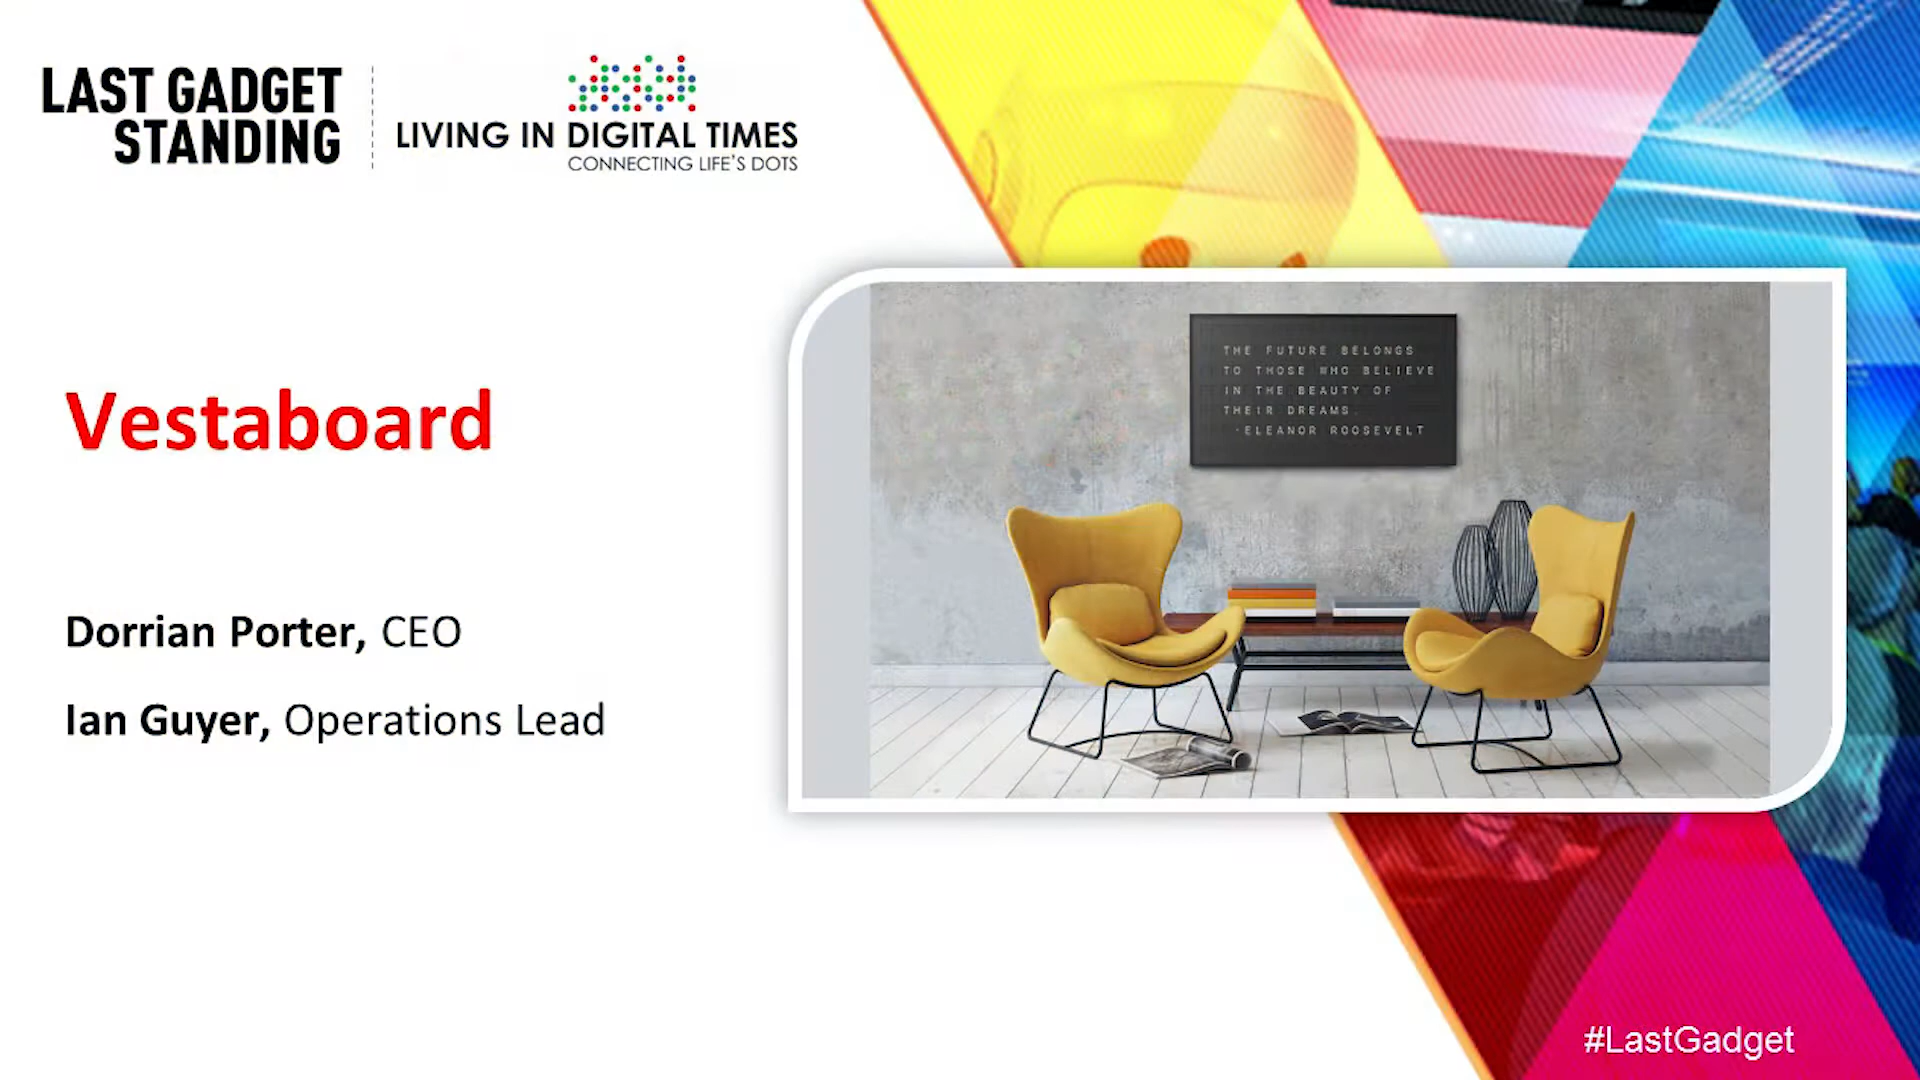 LAST GADGET
STANDING
LIVING IN DIGITAL TIMES
CONNECTING LIFE'S DOTS
Vestaboard
Dorrian Porter, CEO
Ian Guyer, Operations Lead
THE FUTURE BELONGS
TO THOSE WHO BELIEVE
IN THE BEAUTY OF
THEIR DREAMS.
-ELEANOR ROOSEVELT
#LastGadget